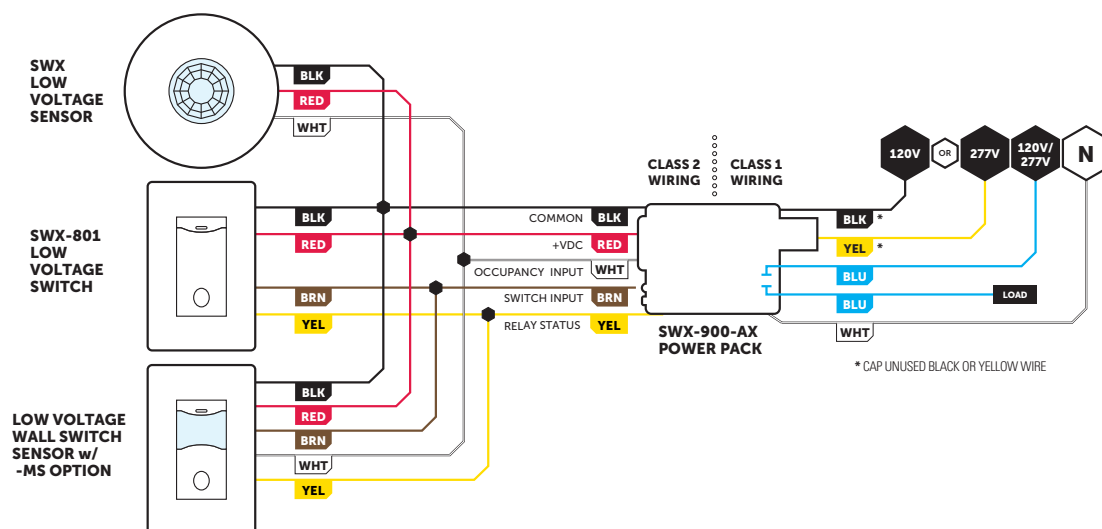 SWX
LOW
VOLTAGE
SENSOR
BLK
RED
WHT
SWX-801
LOW
VOLTAGE
SWITCH
BLK
RED
BRN
YEL
LOW VOLTAGE
WALL SWITCH
SENSOR w/
-MS OPTION
BLK
RED
BRN
WHT
YEL
CLASS 2
WIRING
CLASS 1
WIRING
COMMON BLK
+VDC RED
OCCUPANCY INPUT WHT
SWITCH INPUT BRN
RELAY STATUS YEL
SWX-900-AX
POWER PACK
120V
OR
277V
120V/
277V
N
BLK *
YEL *
BLU
BLU
LOAD
WHT
* CAP UNUSED BLACK OR YELLOW WIRE